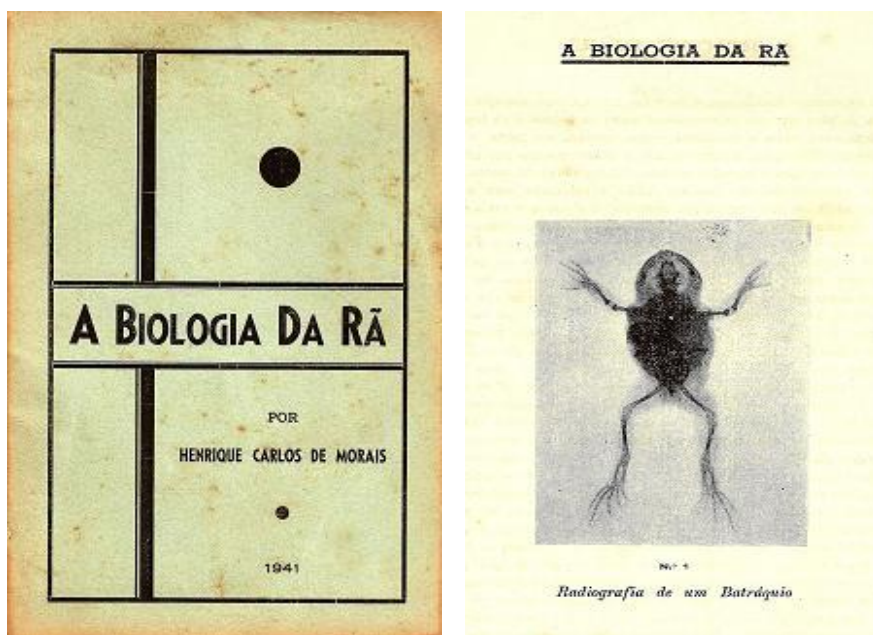 A BIOLOGIA DA RÃ
POR
HENRIQUE CARLOS DE MORAIS
1941
A BIOLOGIA DA RÃ
Radiografia de um Batráquio